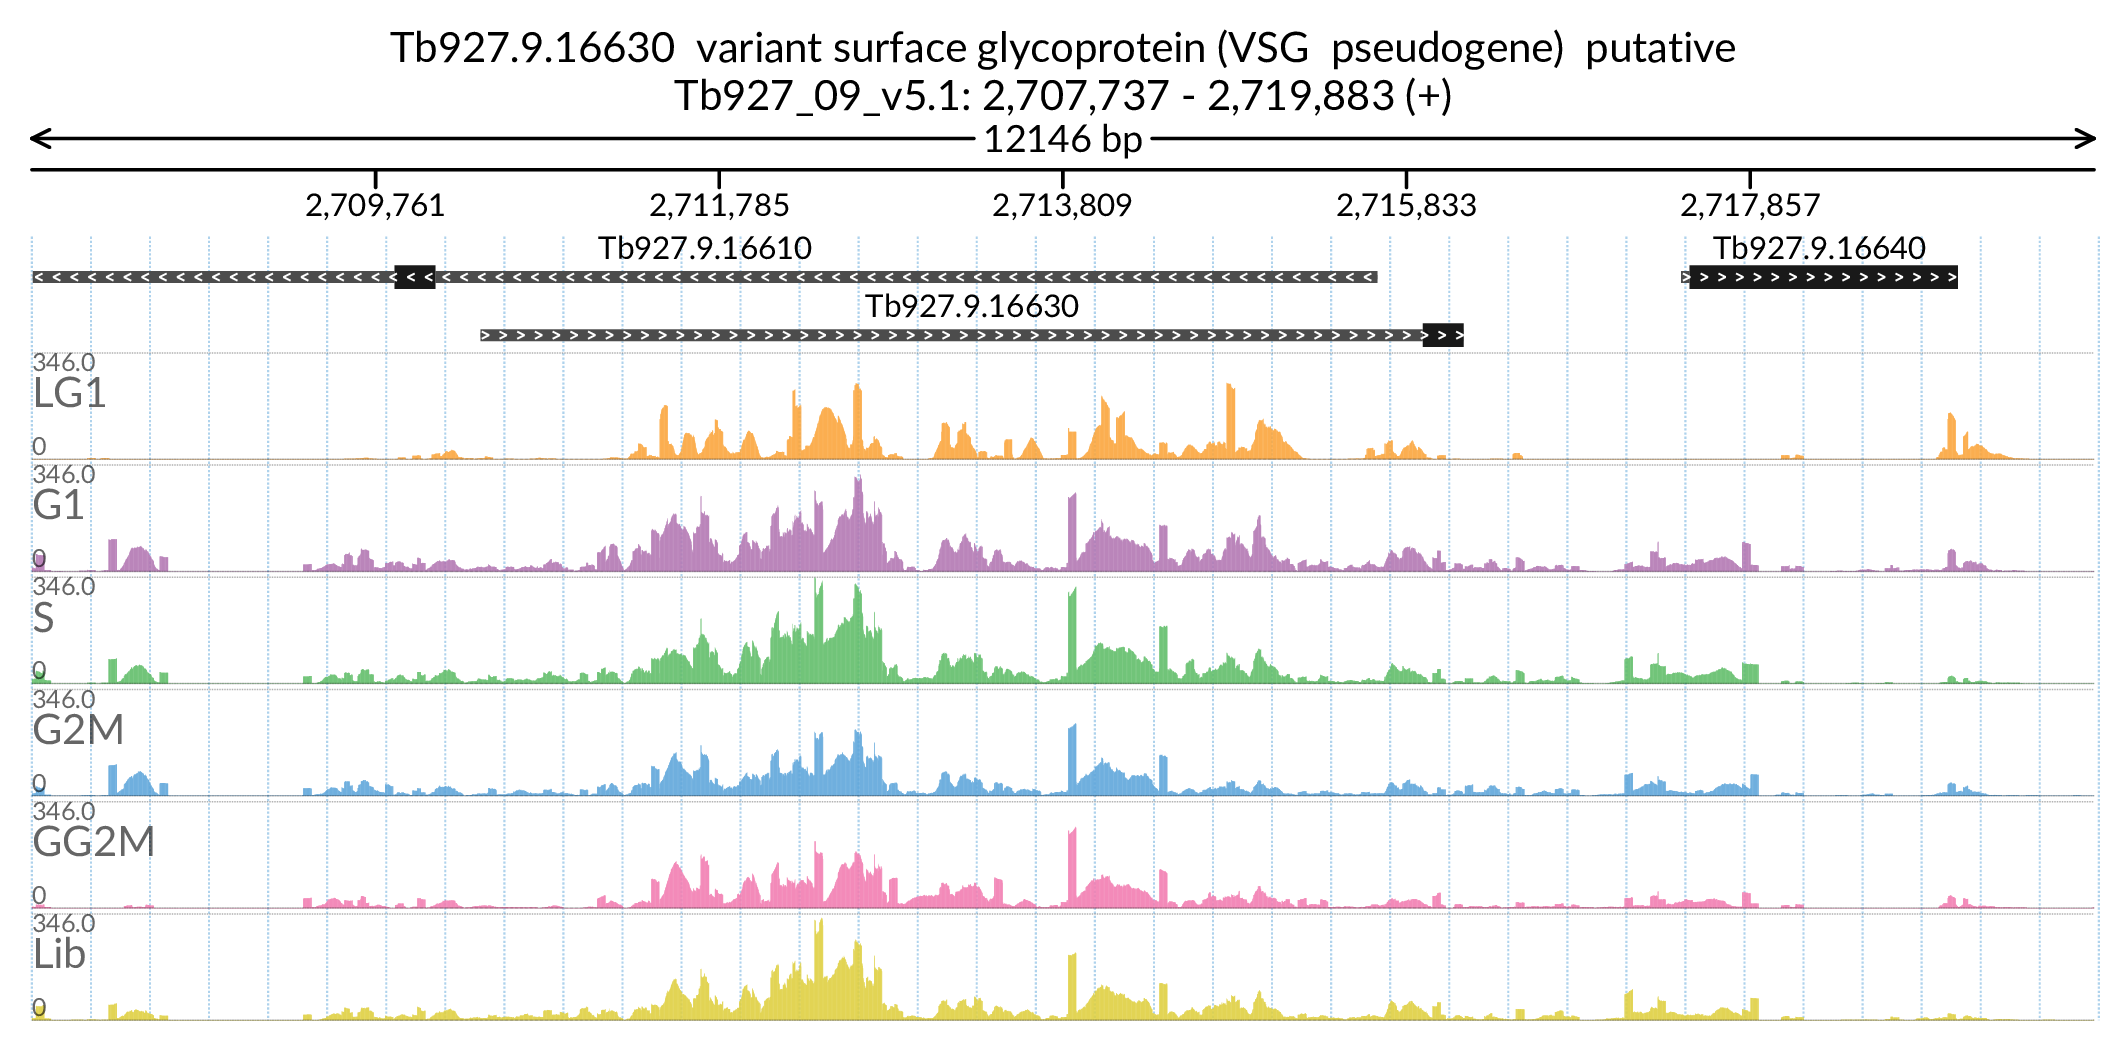 Tb927.9.16630  variant surface glycoprotein (VSG  pseudogene)  putative
Tb927_09_v5.1: 2,707,737 - 2,719,883 (+)
12146 bp
2,709,761 2,711,785 2,713,809 2,715,833 2,717,857
Tb927.9.16610 Tb927.9.16640
Tb927.9.16630
346.0
LG1
0
346.0
G1
0
346.0
S
0
346.0
G2M
0
346.0
GG2M
0
346.0
Lib
0